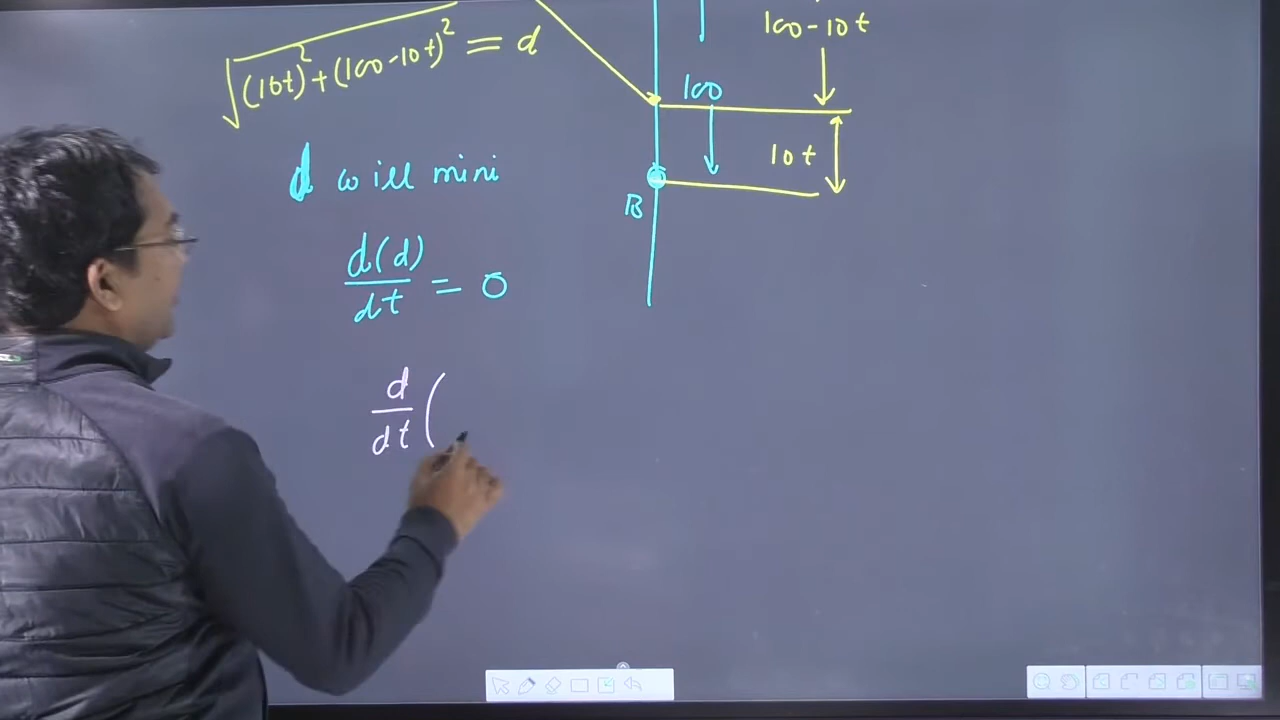 √(10t)² + (100-10t)² = d
d will mini
d(d)/dt = 0
d/dt (
100-10t
100
10t
B